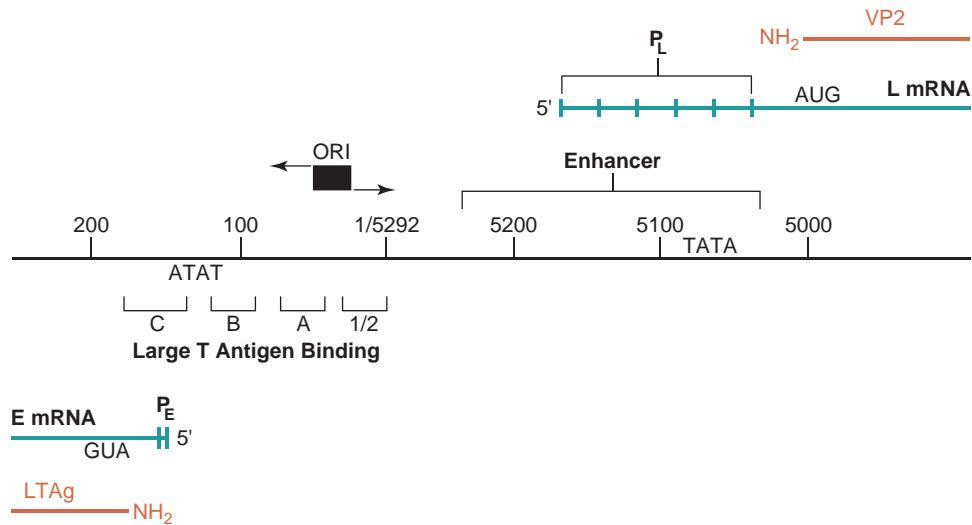 VP2
NH2
PL
5' AUG L mRNA
ORI
Enhancer
200 100 1/5292 5200 5100 5000
TATA
ATAT
C B A 1/2
Large T Antigen Binding
E mRNA PE
GUA 5'
LTAg
NH2